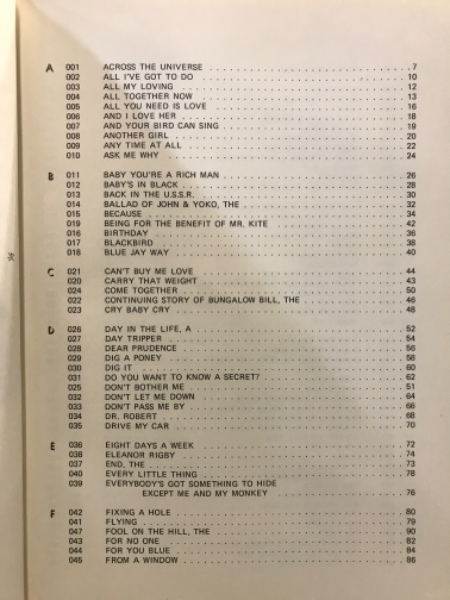 A 001 ACROSS THE UNIVERSE 7
002 ALL I'VE GOT TO DO 10
003 ALL MY LOVING 12
004 ALL TOGETHER NOW 13
005 ALL YOU NEED IS LOVE 16
006 AND I LOVE HER 18
007 AND YOUR BIRD CAN SING 19
008 ANOTHER GIRL 20
009 ANY TIME AT ALL 22
010 ASK ME WHY 24
B 011 BABY YOU'RE A RICH MAN 26
012 BABY'S IN BLACK 28
013 BACK IN THE U.S.S.R. 30
014 BALLAD OF JOHN & YOKO, THE 32
015 BECAUSE 34
019 BEING FOR THE BENEFIT OF MR. KITE 42
016 BIRTHDAY 36
017 BLACKBIRD 38
018 BLUE JAY WAY 40
C 021 CAN'T BUY ME LOVE 44
020 CARRY THAT WEIGHT 43
024 COME TOGETHER 50
022 CONTINUING STORY OF BUNGALOW BILL, THE 46
023 CRY BABY CRY 48
D 026 DAY IN THE LIFE, A 52
027 DAY TRIPPER 54
028 DEAR PRUDENCE 56
029 DIG A PONEY 58
030 DIG IT 60
031 DO YOU WANT TO KNOW A SECRET? 62
025 DON'T BOTHER ME 51
032 DON'T LET ME DOWN 64
033 DON'T PASS ME BY 66
034 DR. ROBERT 68
035 DRIVE MY CAR 70
E 036 EIGHT DAYS A WEEK 72
038 ELEANOR RIGBY 74
037 END, THE 73
040 EVERY LITTLE THING 78
039 EVERYBODY'S GOT SOMETHING TO HIDE
EXCEPT ME AND MY MONKEY 76
F 042 FIXING A HOLE 80
041 FLYING 79
047 FOOL ON THE HILL, THE 90
043 FOR NO ONE 82
044 FOR YOU BLUE 84
045 FROM A WINDOW 86